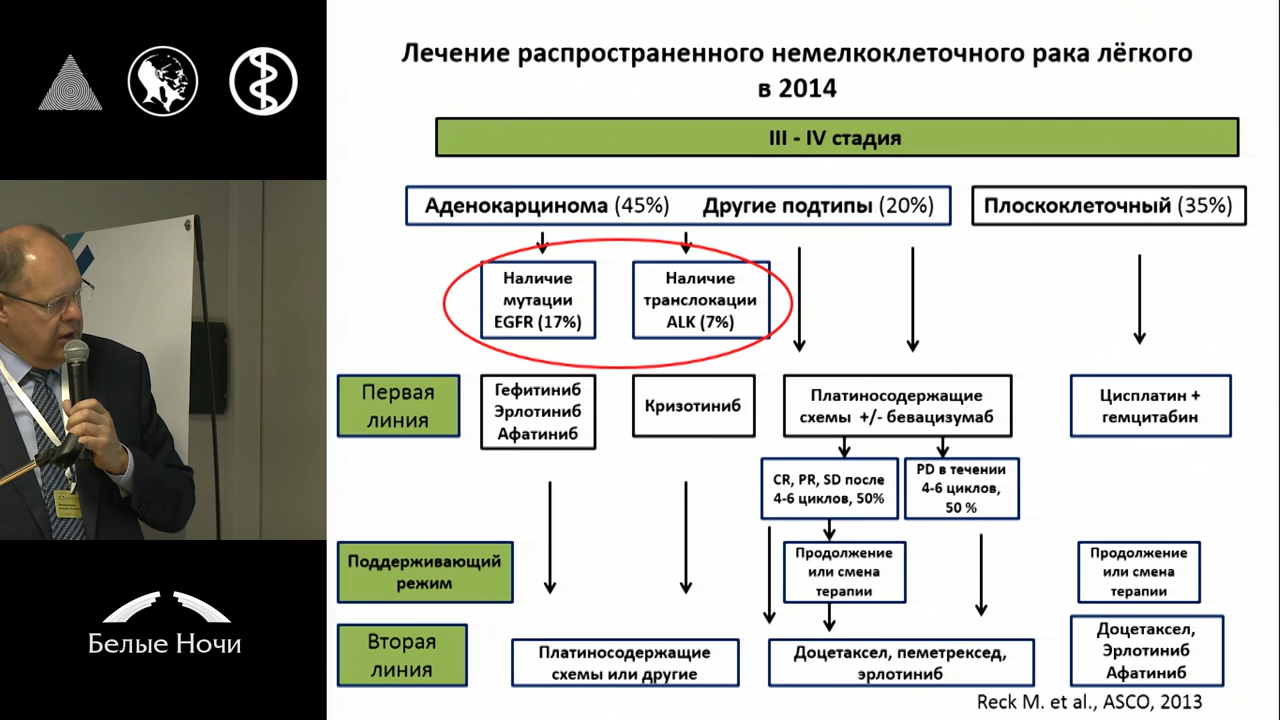 Лечение распространенного немелкоклеточного рака лёгкого
в 2014
III - IV стадия
Аденокарцинома (45%) Другие подтипы (20%)
Плоскоклеточный (35%)
Наличие
мутации
EGFR (17%)
Наличие
транслокации
ALK (7%)
Первая
линия
Гефитиниб
Эрлотиниб
Афатиниб
Кризотиниб
Платиносодержащие
схемы +/- бевацизумаб
Цисплатин +
гемцитабин
CR, PR, SD после
4-6 циклов, 50%
PD в течении
4-6 циклов,
50 %
Поддерживающий
режим
Продолжение
или смена
терапии
Продолжение
или смена
терапии
Вторая
линия
Платиносодержащие
схемы или другие
Доцетаксел, пеметрексед,
эрлотиниб
Доцетаксел,
Эрлотиниб
Афатиниб
Reck M. et al., ASCO, 2013
Белые Ночи